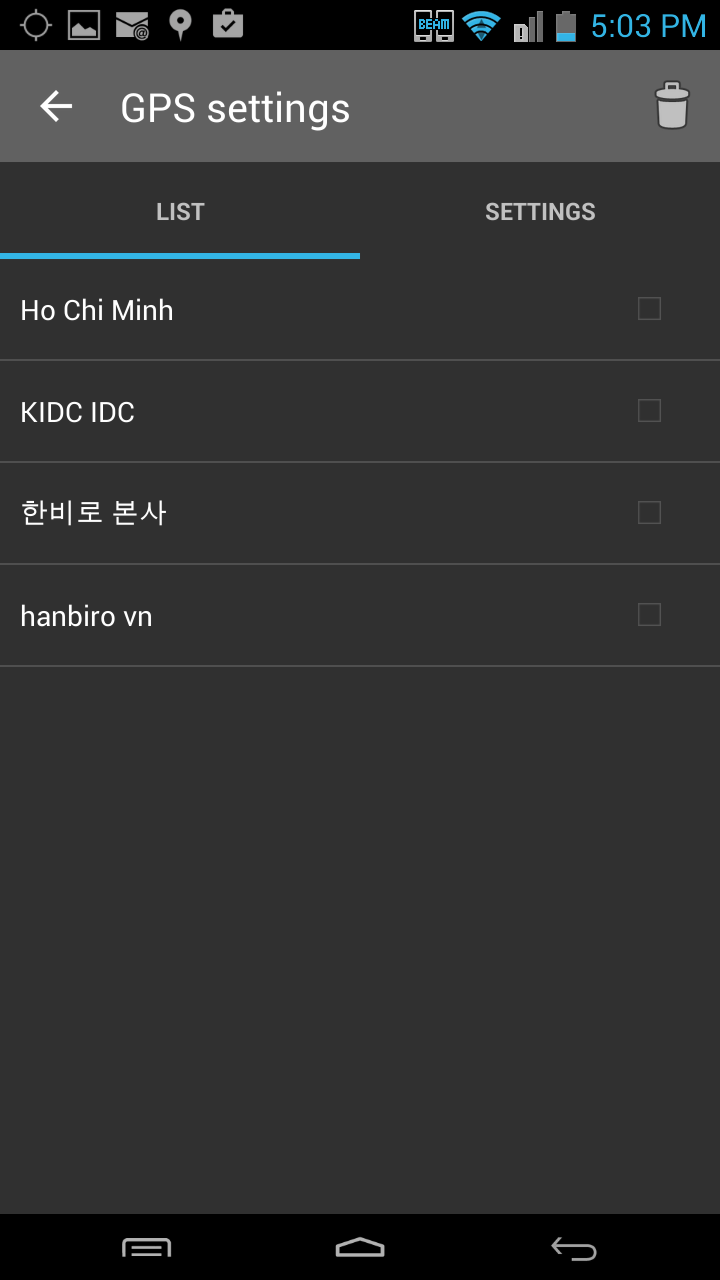 BEAM 5:03 PM
GPS settings
LIST SETTINGS
Ho Chi Minh
KIDC IDC
한비로 본사
hanbiro vn